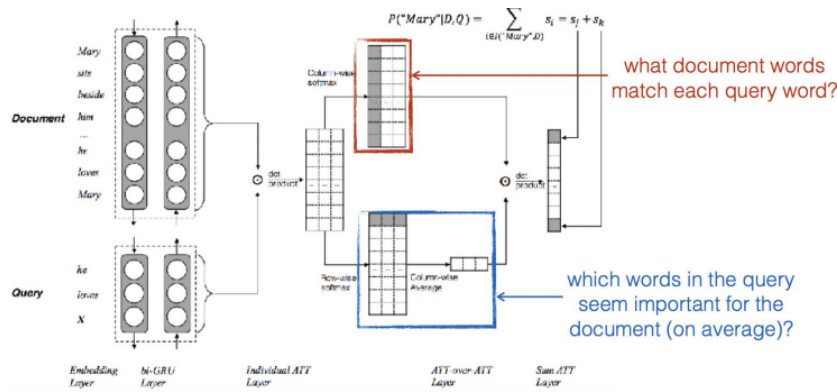 P("Mary"|D,Q) = ∑ s_i = s_j + s_k
i∈I("Mary",D)
Mary
sits
beside
him
...
he
loves
Mary
Document
Column-wise
softmax
what document words
match each query word?
dot
product
dot
product
he
loves
X
Query
Row-wise
softmax
Column-wise
Average
which words in the query
seem important for the
document (on average)?
Embedding
Layer
bi-GRU
Layer
Individual ATT
Layer
ATT-over-ATT
Layer
Sum ATT
Layer